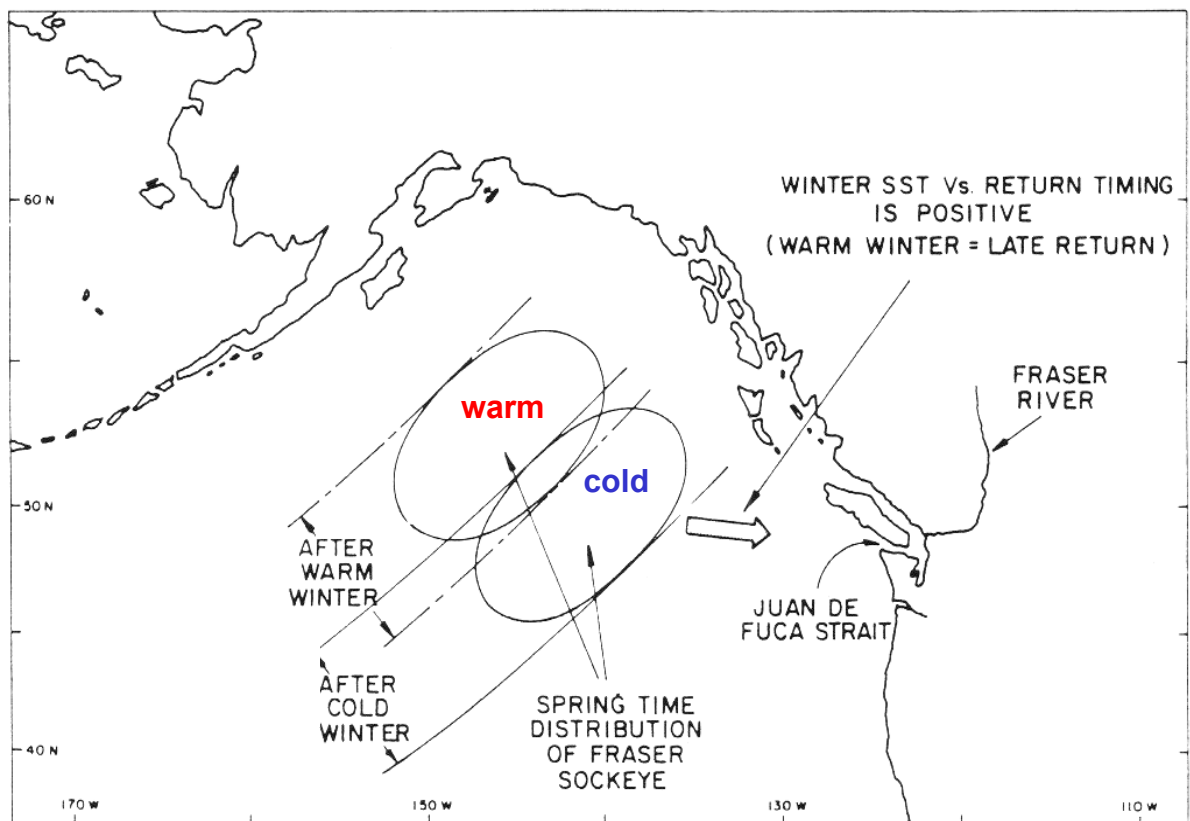 60 N
50 N
40 N
170 W
150 W
130 W
110 W
WINTER SST Vs. RETURN TIMING
IS POSITIVE
(WARM WINTER = LATE RETURN)
FRASER
RIVER
warm
cold
AFTER
WARM
WINTER
AFTER
COLD
WINTER
SPRING TIME
DISTRIBUTION
OF FRASER
SOCKEYE
JUAN DE
FUCA STRAIT